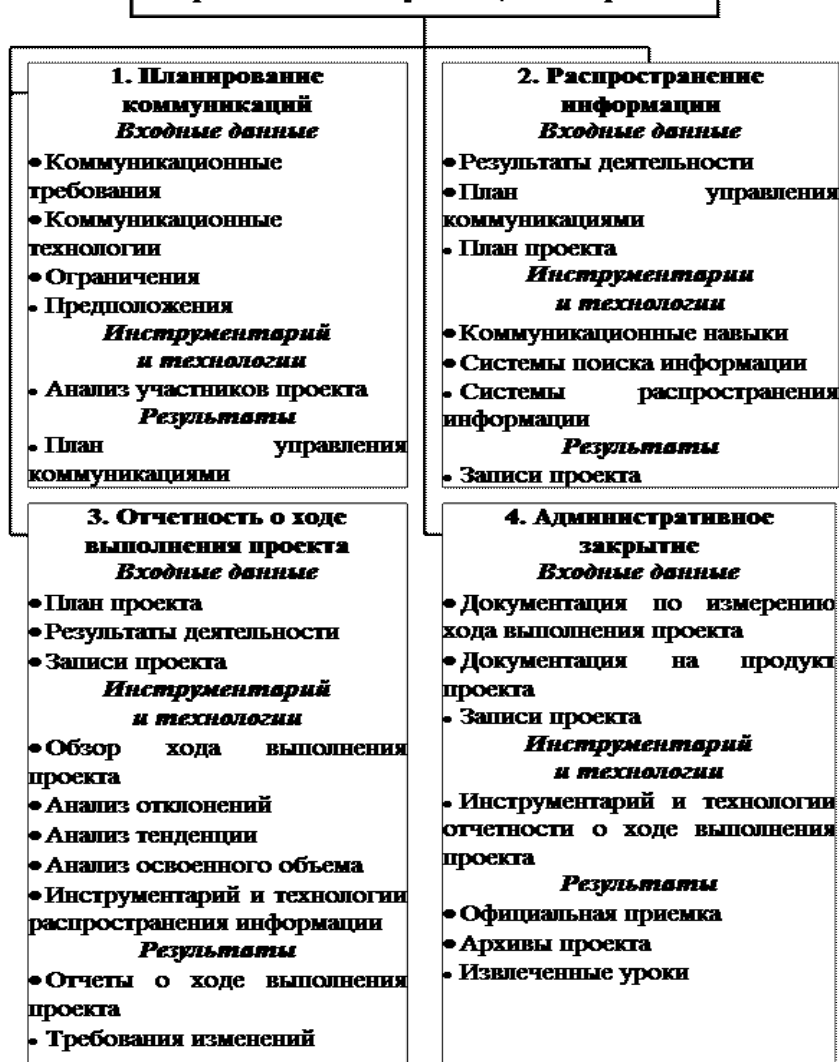 1. Планирование
коммуникаций
Входные данные
•Коммуникационные
требования
•Коммуникационные
технологии
•Ограничения
• Предположения
Инструментарий
и технологии
• Анализ участников проекта
Результаты
• План управления
коммуникациями
2. Распространение
информации
Входные данные
•Результаты деятельности
•План управления
коммуникациями
• План проекта
Инструментарии
и технологии
•Коммуникационные навыки
•Системы поиска информации
• Системы распространения
информации
Результаты
• Записи проекта
3. Отчетность о ходе
выполнения проекта
Входные данные
•План проекта
•Результаты деятельности
•Записи проекта
Инструментарий
и технологии
•Обзор хода выполнения
проекта
•Анализ отклонений
•Анализ тенденции
•Анализ освоенного объема
•Инструментарий и технологии
распространения информации
Результаты
•Отчеты о ходе выполнения
проекта
• Требования изменений
4. Административное
закрытие
Входные данные
•Документация по измерению
хода выполнения проекта
•Документация на продукт
проекта
• Записи проекта
Инструментарий
и технологии
• Инструментарий и технологии
отчетности о ходе выполнения
проекта
Результаты
•Официальная приемка
•Архивы проекта
• Извлеченные уроки